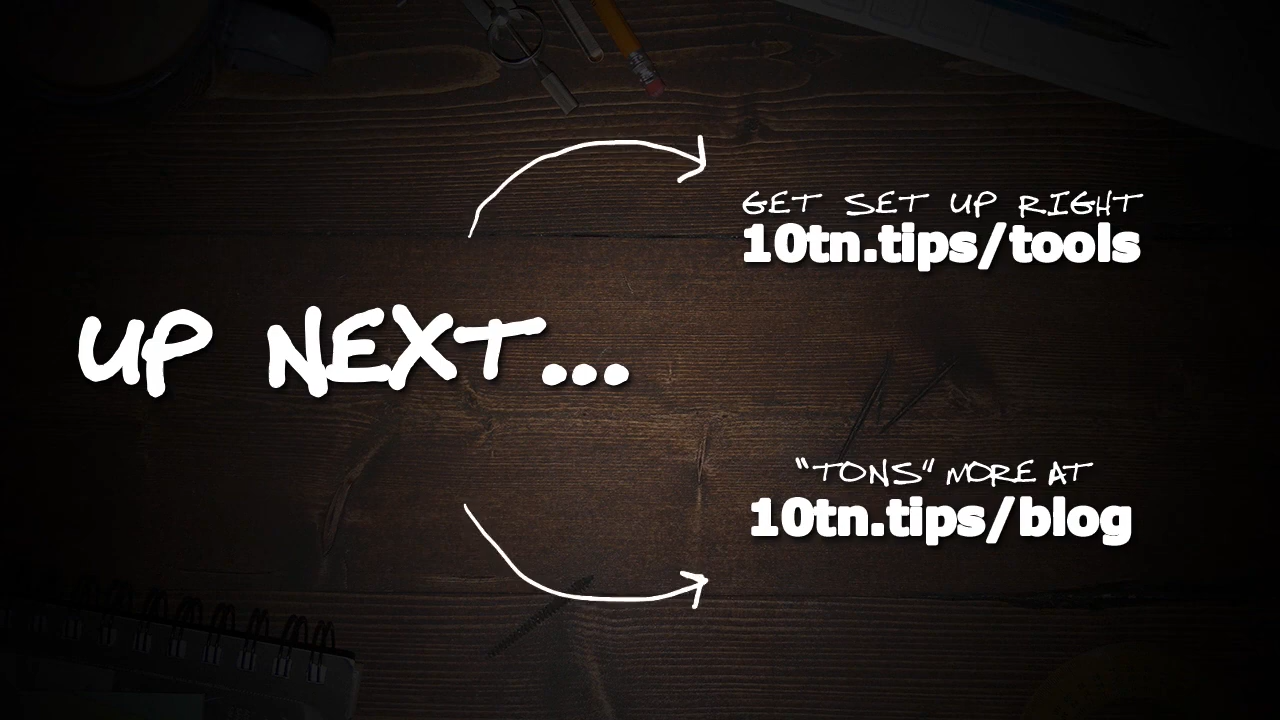 UP NEXT...
GET SET UP RIGHT
10tn.tips/tools
"TONS" MORE AT
10tn.tips/blog